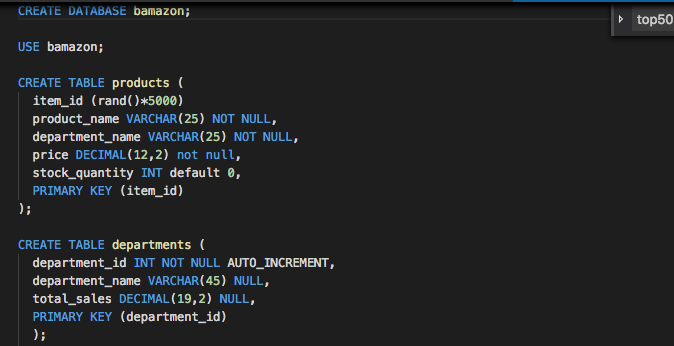 CREATE DATABASE bamazon;
top50
USE bamazon;
CREATE TABLE products (
item_id (rand()*5000)
product_name VARCHAR(25) NOT NULL,
department_name VARCHAR(25) NOT NULL,
price DECIMAL(12,2) not null,
stock_quantity INT default 0,
PRIMARY KEY (item_id)
);
CREATE TABLE departments (
department_id INT NOT NULL AUTO_INCREMENT,
department_name VARCHAR(45) NULL,
total_sales DECIMAL(19,2) NULL,
PRIMARY KEY (department_id)
);